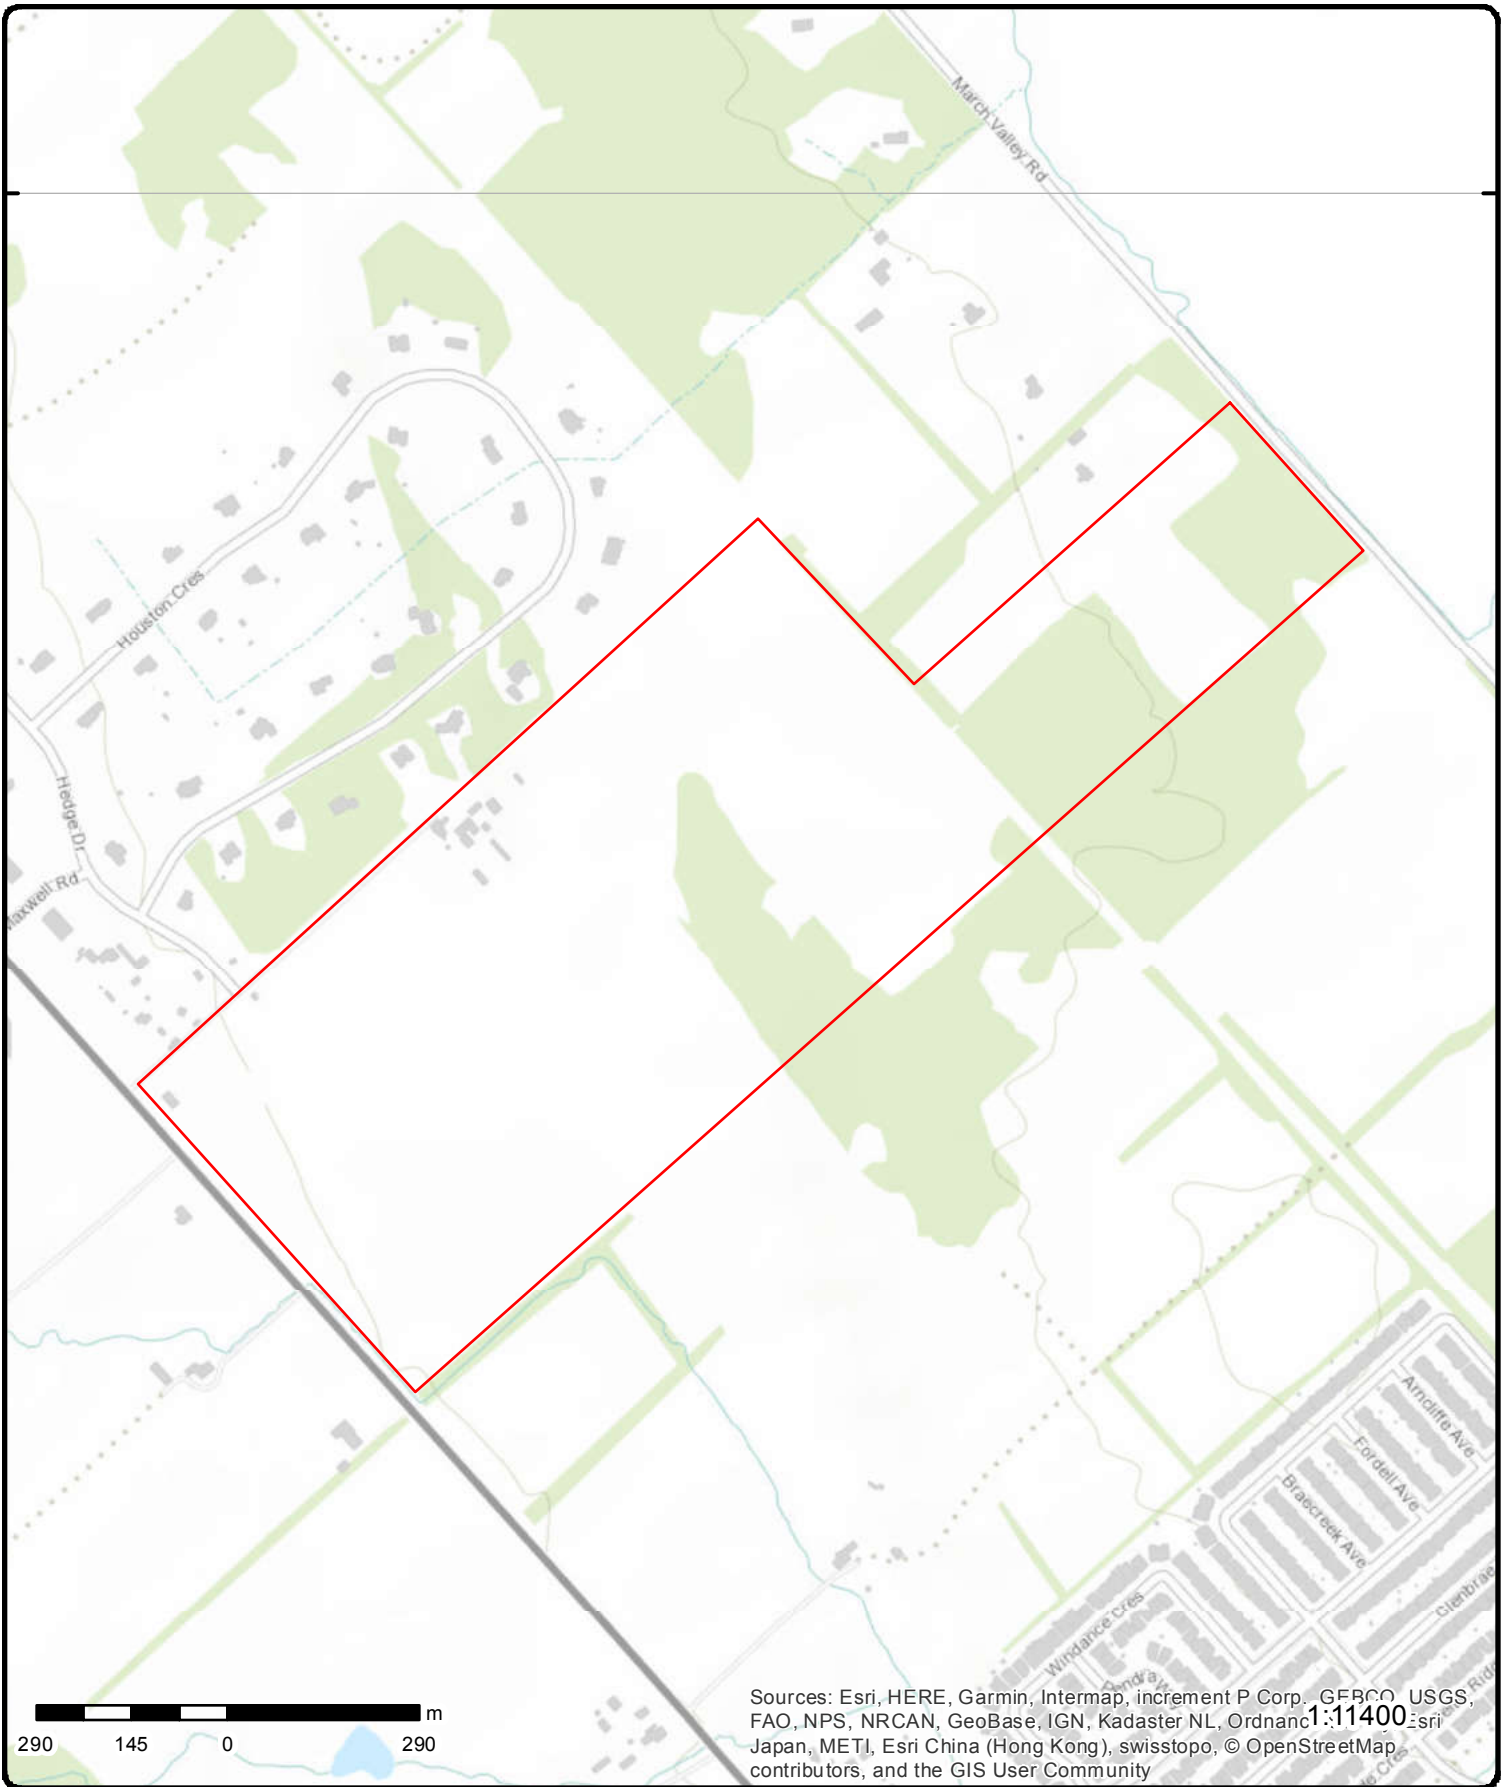 March Valley Rd
Houston Cres
Hedge Dr
Maxwell Rd
Arncliffe Ave
Fordell Ave
Braecreek Ave
Windance Cres
m
290 145 0 290
Sources: Esri, HERE, Garmin, Intermap, increment P Corp., GEBCO, USGS,
FAO, NPS, NRCAN, GeoBase, IGN, Kadaster NL, Ordnanc
1:11400
Esri
Japan, METI, Esri China (Hong Kong), swisstopo, © OpenStreetMap
contributors, and the GIS User Community